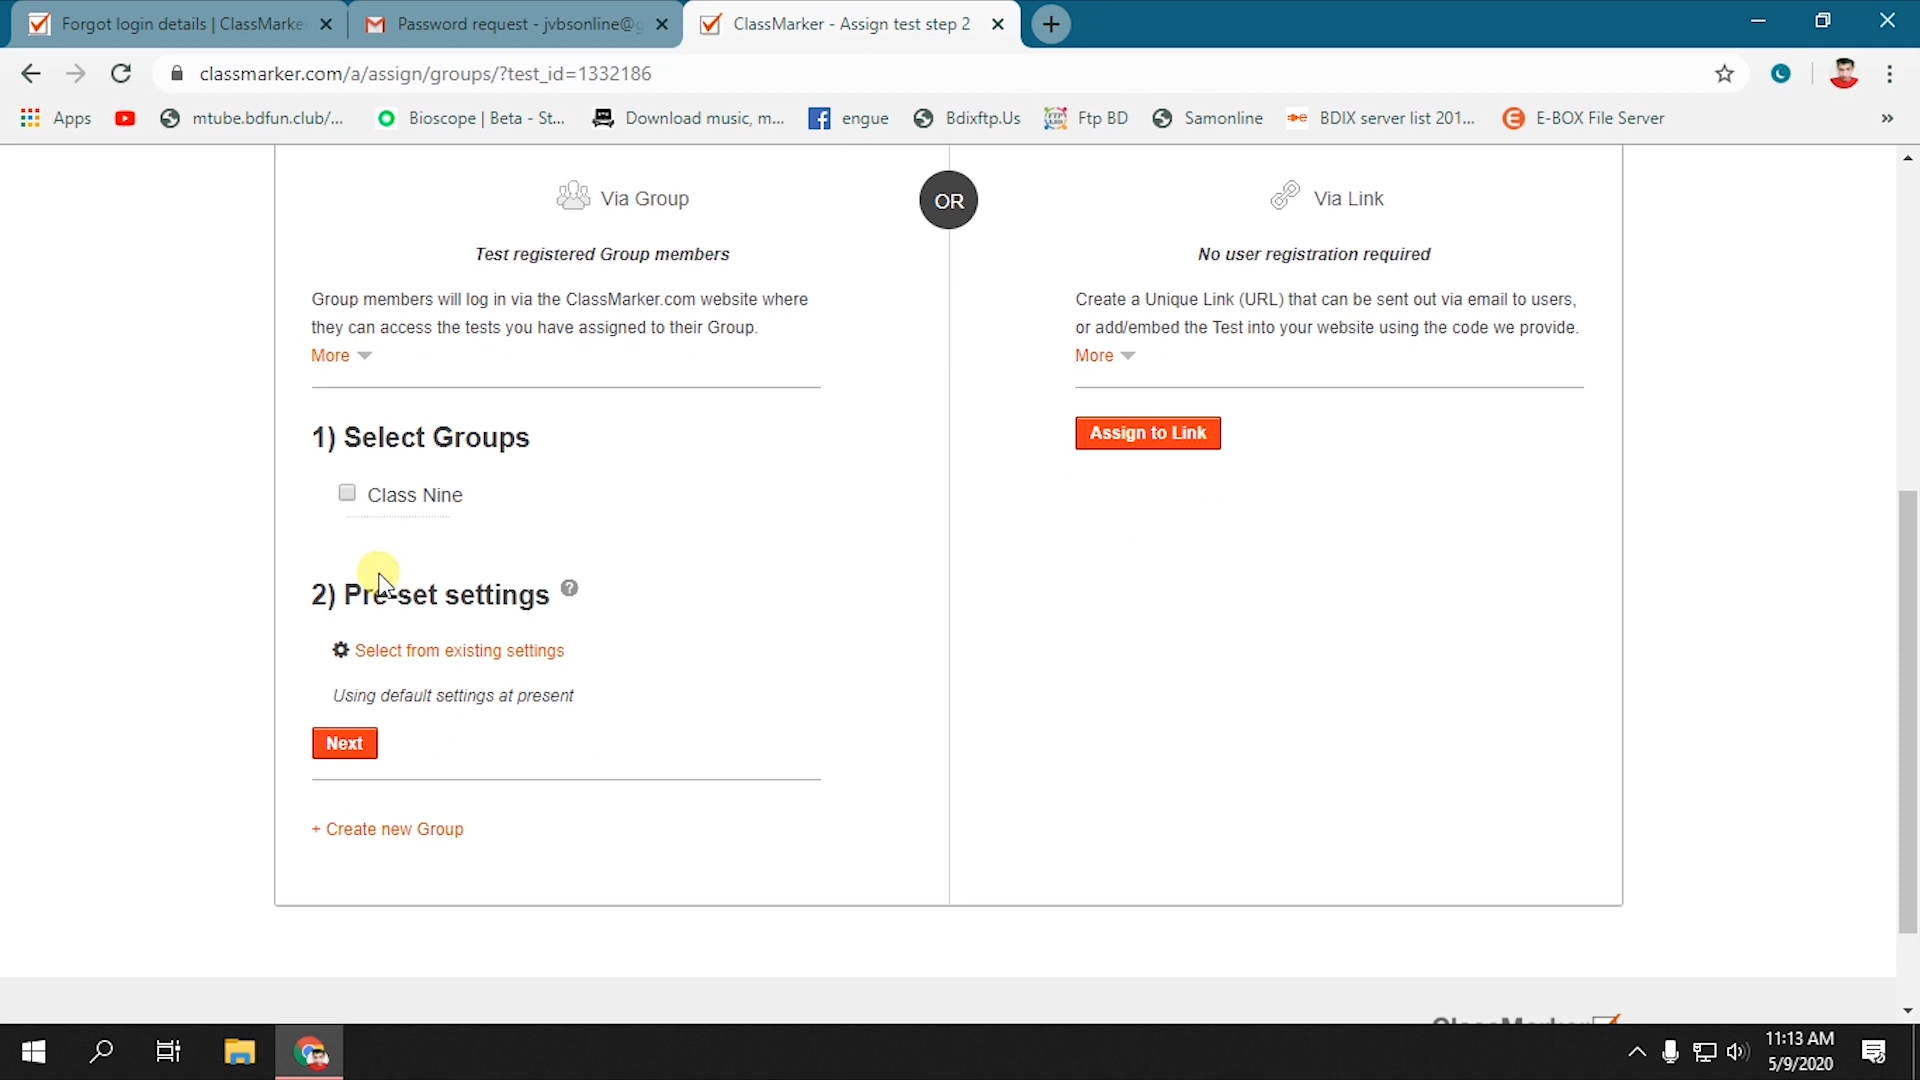 Forgot login details | ClassMarke
Password request - jvbsonline@g
ClassMarker - Assign test step 2
classmarker.com/a/assign/groups/?test_id=1332186
Apps
mtube.bdfun.club/...
Bioscope | Beta - St...
Download music, m...
engue
Bdixftp.Us
Ftp BD
Samonline
BDIX server list 201...
E-BOX File Server
»
Via Group
OR
Via Link
Test registered Group members
No user registration required
Group members will log in via the ClassMarker.com website where
they can access the tests you have assigned to their Group.
More
Create a Unique Link (URL) that can be sent out via email to users,
or add/embed the Test into your website using the code we provide.
More
1) Select Groups
Assign to Link
Class Nine
2) Pre-set settings
Select from existing settings
Using default settings at present
Next
+ Create new Group
ClassMarker
11:13 AM
5/9/2020